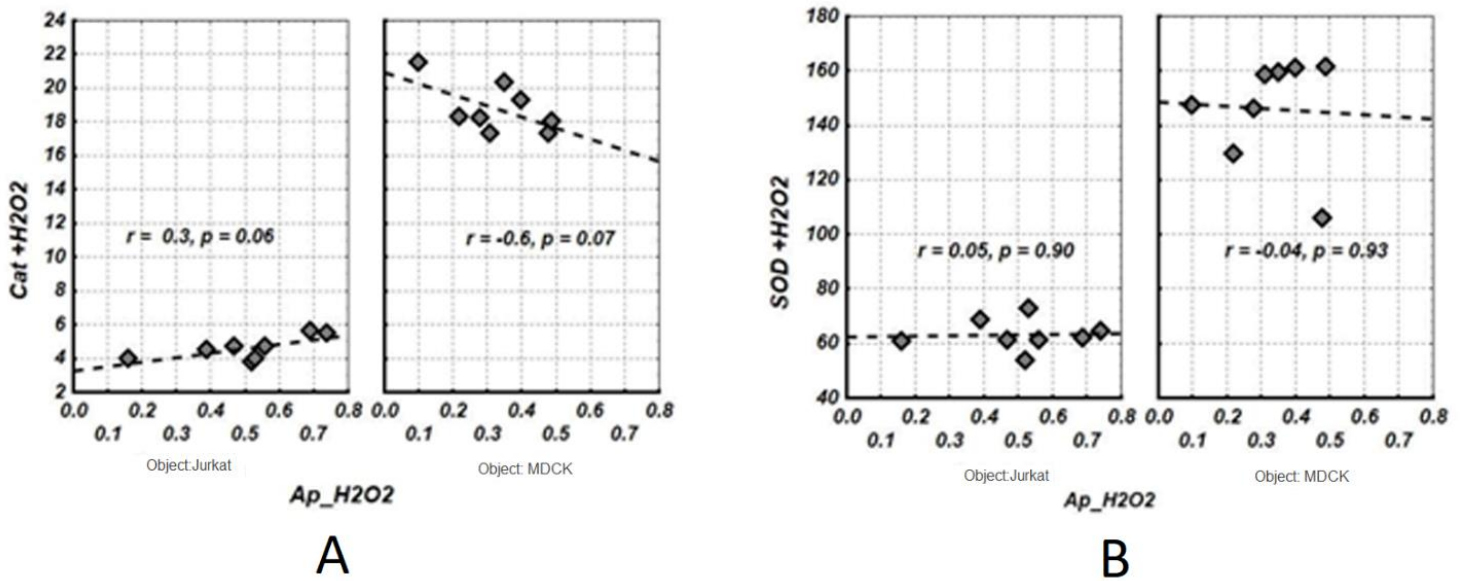 24
22
20
18
16
14
12
10
8
6
4
2
Cat +H2O2
r = 0.3, p = 0.06
r = -0.6, p = 0.07
0.0 0.2 0.4 0.6 0.8
0.1 0.3 0.5 0.7
0.0 0.2 0.4 0.6 0.8
0.1 0.3 0.5 0.7
Object:Jurkat
Object: MDCK
Ap_H2O2
A
180
160
140
120
100
80
60
40
SOD +H2O2
r = 0.05, p = 0.90
r = -0.04, p = 0.93
0.0 0.2 0.4 0.6 0.8
0.1 0.3 0.5 0.7
0.0 0.2 0.4 0.6 0.8
0.1 0.3 0.5 0.7
Object:Jurkat
Object: MDCK
Ap_H2O2
B